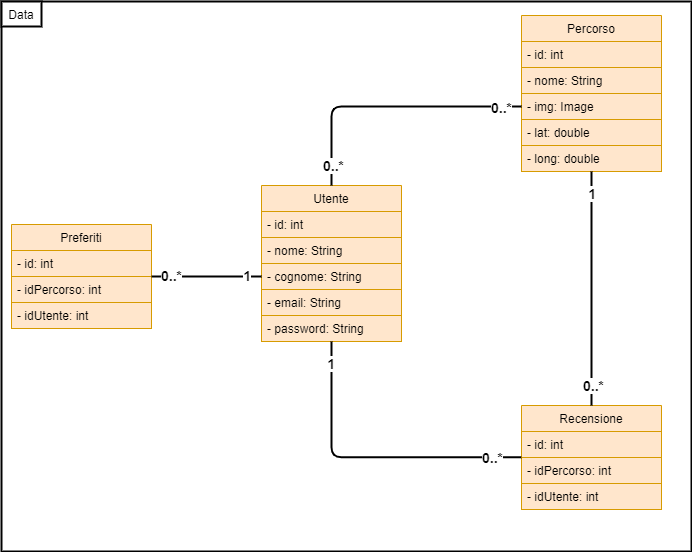 Data
Percorso
- id: int
- nome: String
- img: Image
- lat: double
- long: double
0..*
0..*
1
Utente
- id: int
- nome: String
- cognome: String
- email: String
- password: String
Preferiti
- id: int
- idPercorso: int
- idUtente: int
0..*
1
1
0..*
0..*
Recensione
- id: int
- idPercorso: int
- idUtente: int